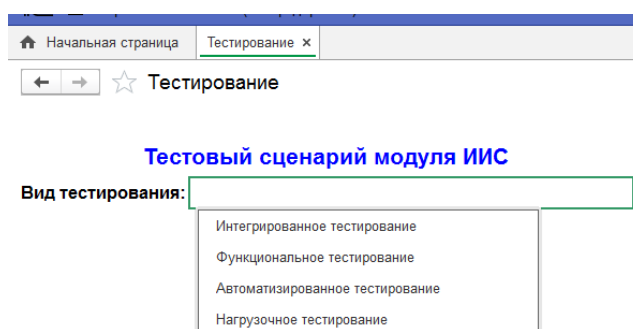 Начальная страница
Тестирование ×
Тестирование
Тестовый сценарий модуля ИИС
Вид тестирования:
Интегрированное тестирование
Функциональное тестирование
Автоматизированное тестирование
Нагрузочное тестирование